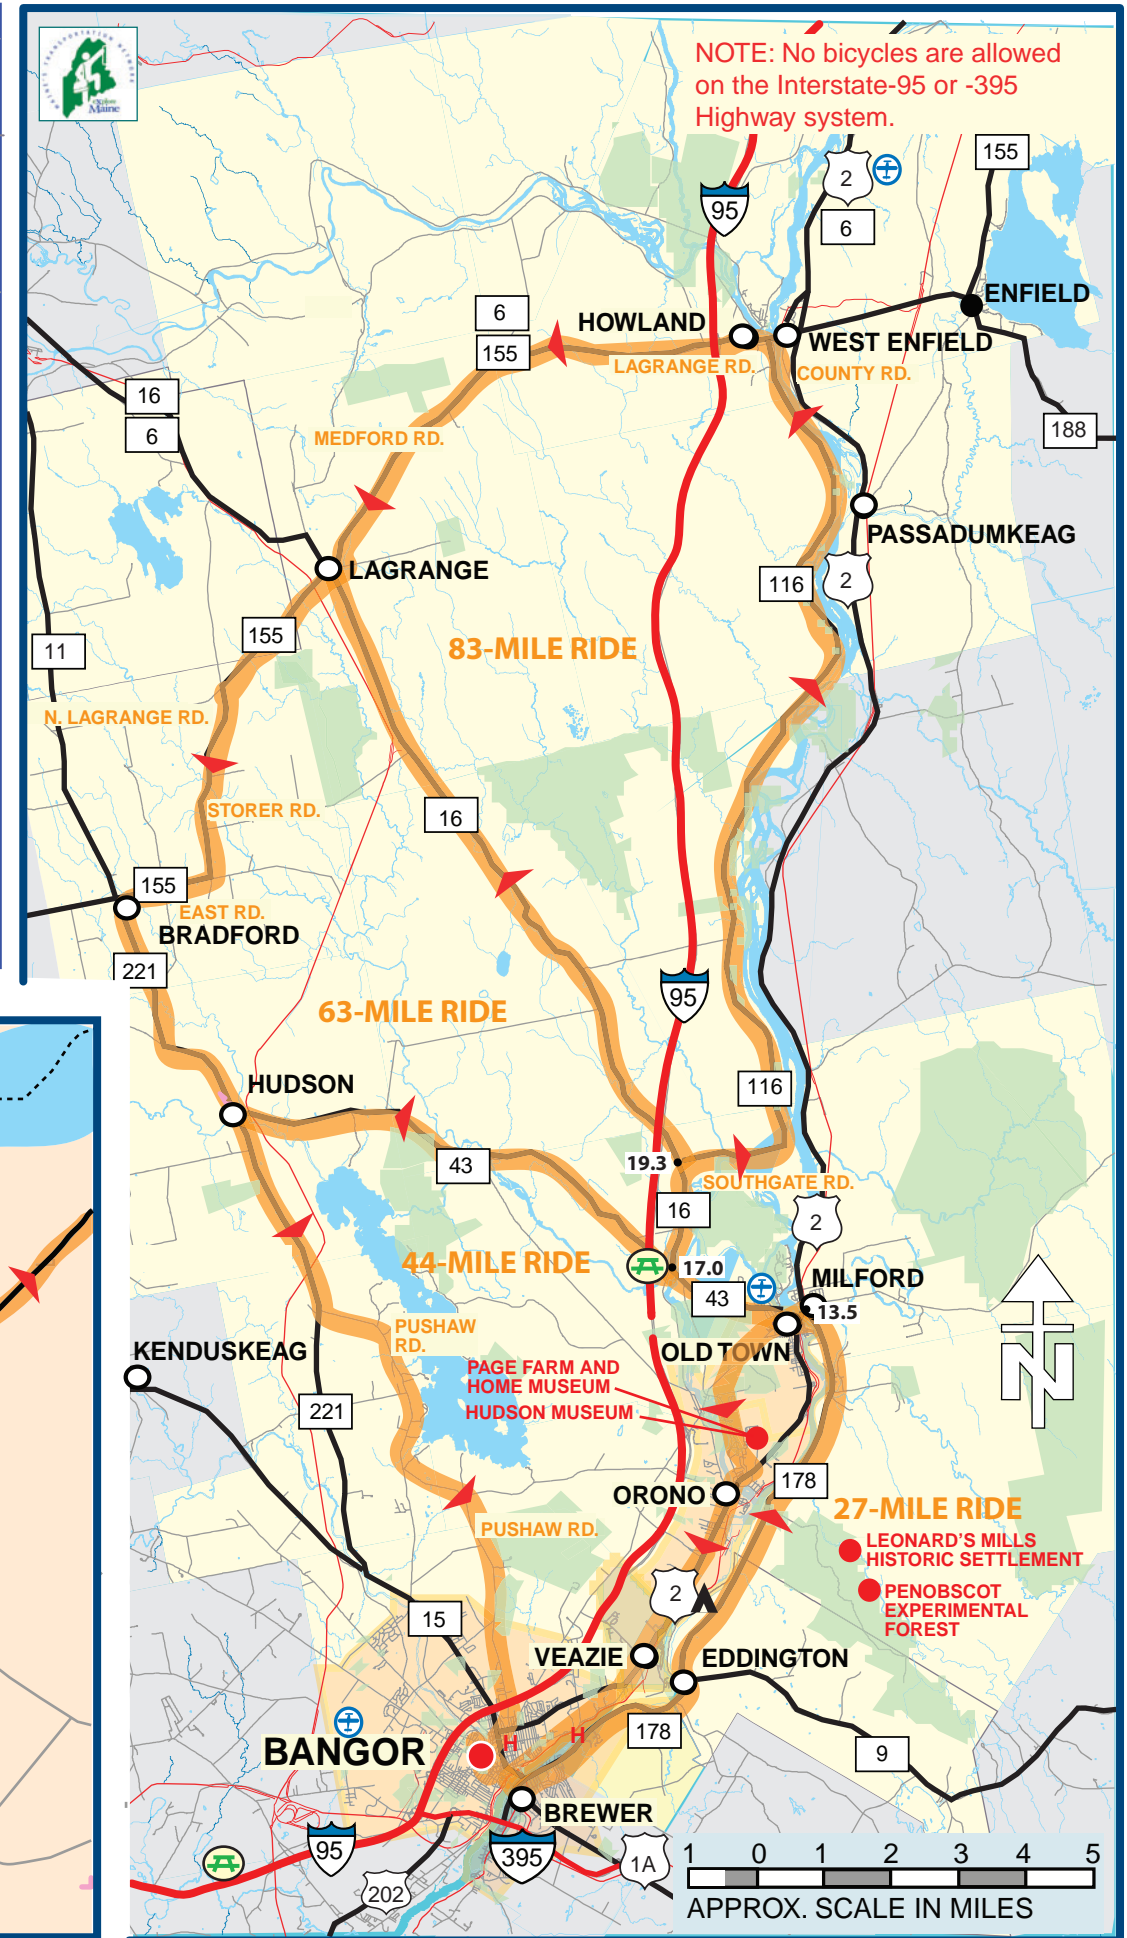 MAINE'S TRANSPORTATION NETWORK
explore
Maine
NOTE: No bicycles are allowed
on the Interstate-95 or -395
Highway system.
155
2
6
95
ENFIELD
6
155
HOWLAND
WEST ENFIELD
LAGRANGE RD.
COUNTY RD.
16
6
188
MEDFORD RD.
PASSADUMKEAG
LAGRANGE
116
2
155
11
83-MILE RIDE
N. LAGRANGE RD.
STORER RD.
16
155
EAST RD.
BRADFORD
221
95
63-MILE RIDE
HUDSON
116
43
19.3
SOUTHGATE RD.
16
2
44-MILE RIDE
17.0
MILFORD
43
13.5
PUSHAW
RD.
OLD TOWN
KENDUSKEAG
PAGE FARM AND
HOME MUSEUM
HUDSON MUSEUM
221
N
178
ORONO
27-MILE RIDE
PUSHAW RD.
LEONARD'S MILLS
HISTORIC SETTLEMENT
2
PENOBSCOT
EXPERIMENTAL
FOREST
15
VEAZIE
EDDINGTON
178
H
H
BANGOR
9
BREWER
95
395
1A
202
1 0 1 2 3 4 5
APPROX. SCALE IN MILES